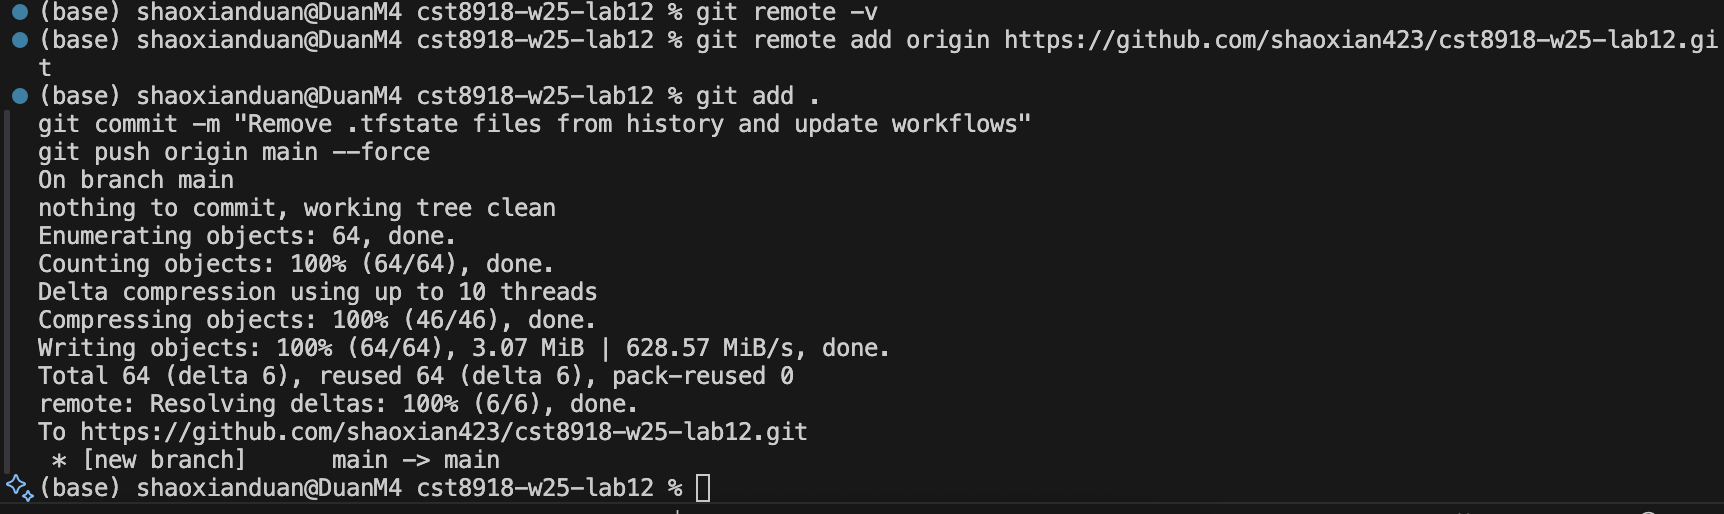 (base) shaoxianduan@DuanM4 cst8918-w25-lab12 % git remote -v
(base) shaoxianduan@DuanM4 cst8918-w25-lab12 % git remote add origin https://github.com/shaoxian423/cst8918-w25-lab12.gi
t
(base) shaoxianduan@DuanM4 cst8918-w25-lab12 % git add .
git commit -m "Remove .tfstate files from history and update workflows"
git push origin main --force
On branch main
nothing to commit, working tree clean
Enumerating objects: 64, done.
Counting objects: 100% (64/64), done.
Delta compression using up to 10 threads
Compressing objects: 100% (46/46), done.
Writing objects: 100% (64/64), 3.07 MiB | 628.57 MiB/s, done.
Total 64 (delta 6), reused 64 (delta 6), pack-reused 0
remote: Resolving deltas: 100% (6/6), done.
To https://github.com/shaoxian423/cst8918-w25-lab12.git
 * [new branch]      main -> main
(base) shaoxianduan@DuanM4 cst8918-w25-lab12 %